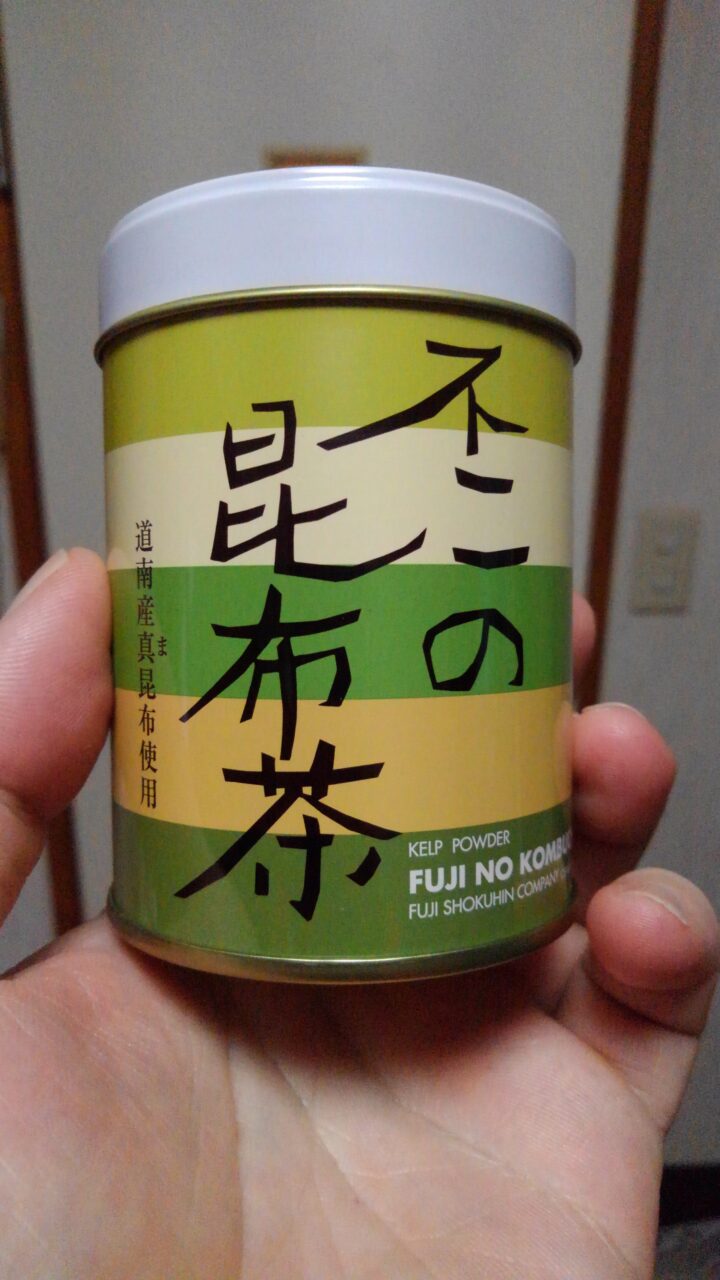 不二の
昆布茶
道南産真昆布使用
ま
KELP POWDER
FUJI NO KOMBU
FUJI SHOKUHIN COMPANY